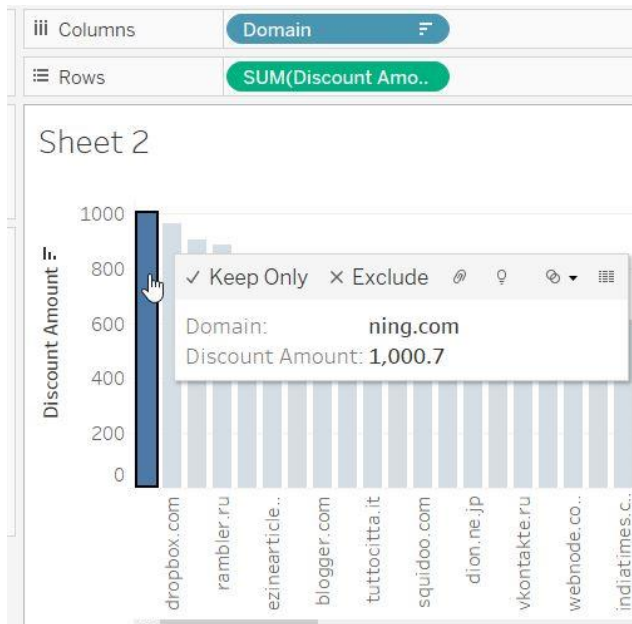 Columns
Domain
Rows
SUM(Discount Amo..
Sheet 2
Discount Amount
1000
800
600
400
200
0
Keep Only
Exclude
Domain: ning.com
Discount Amount: 1,000.7
dropbox.com
rambler.ru
ezinearticle..
blogger.com
tuttocitta.it
squidoo.com
dion.ne.jp
vkontakte.ru
webnode.co..
indiatimes.c..